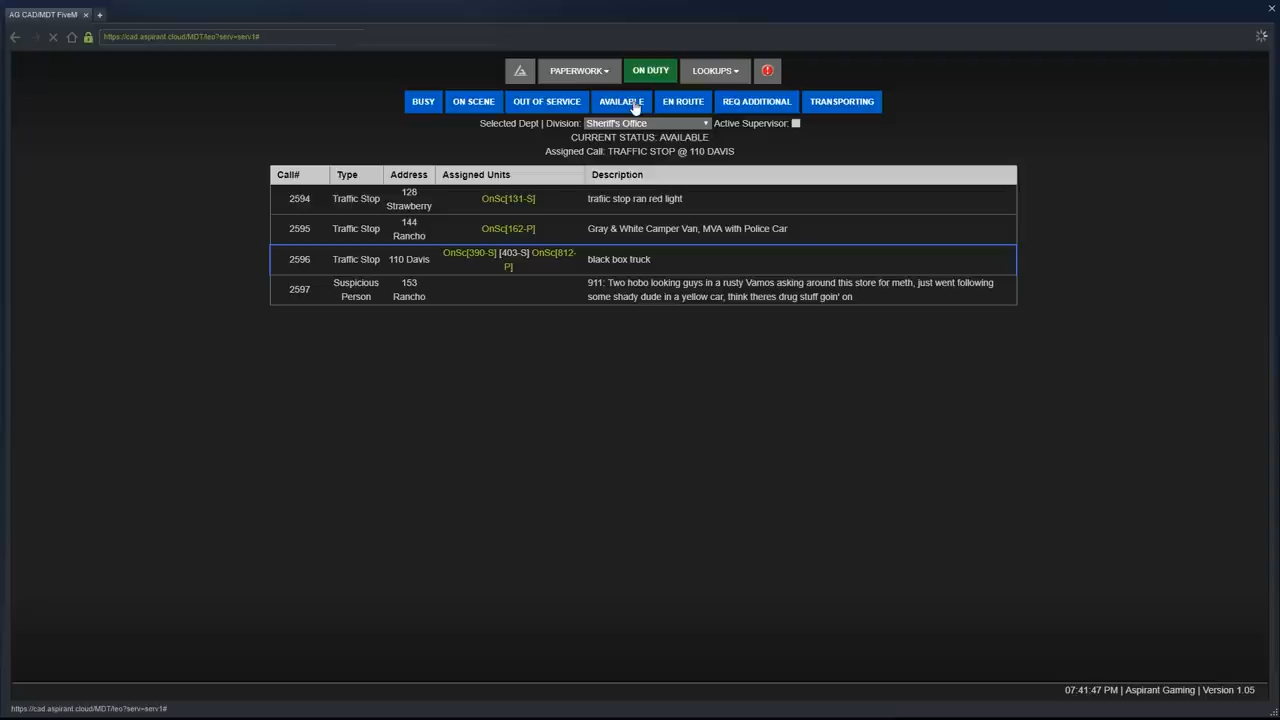 AG CAD/MDT FiveM
https://cad.aspirant.cloud/MDT/leo?serv=serv1#
PAPERWORK
ON DUTY
LOOKUPS
BUSY
ON SCENE
OUT OF SERVICE
AVAILABLE
EN ROUTE
REQ ADDITIONAL
TRANSPORTING
Selected Dept | Division: Sheriff's Office Active Supervisor:
CURRENT STATUS: AVAILABLE
Assigned Call: TRAFFIC STOP @ 110 DAVIS
Call# Type Address Assigned Units Description
2594 Traffic Stop 128 Strawberry OnSc[131-S] traffic stop ran red light
2595 Traffic Stop 144 Rancho OnSc[162-P] Gray & White Camper Van, MVA with Police Car
2596 Traffic Stop 110 Davis OnSc[390-S] [403-S] OnSc[812-P] black box truck
2597 Suspicious Person 153 Rancho 911: Two hobo looking guys in a rusty Vamos asking around this store for meth, just went following
some shady dude in a yellow car, think theres drug stuff goin' on
07:41:47 PM | Aspirant Gaming | Version 1.05
https://cad.aspirant.cloud/MDT/leo?serv=serv1#